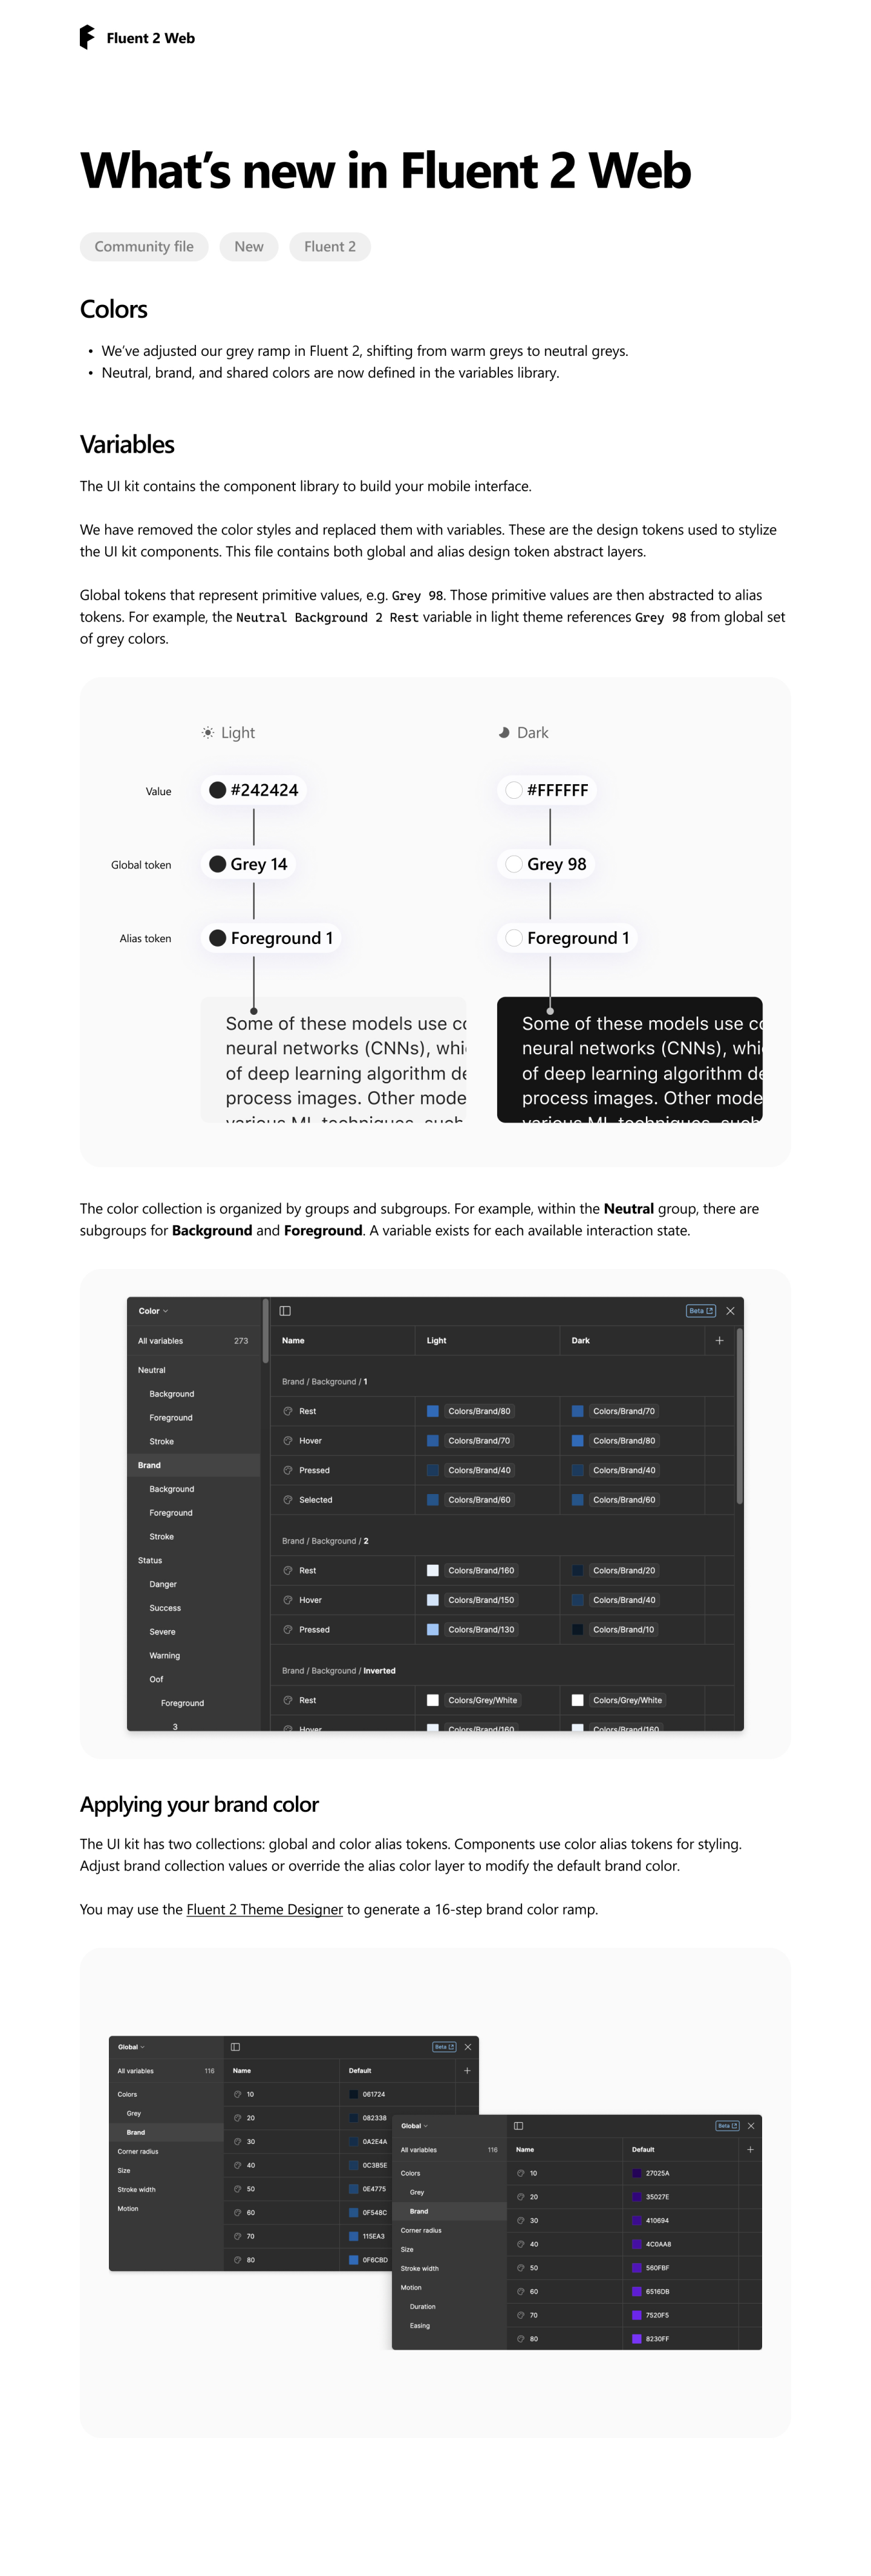 Fluent 2 Web
What's new in Fluent 2 Web
Community file New Fluent 2
Colors
• We've adjusted our grey ramp in Fluent 2, shifting from warm greys to neutral greys.
• Neutral, brand, and shared colors are now defined in the variables library.
Variables
The UI kit contains the component library to build your mobile interface.
We have removed the color styles and replaced them with variables. These are the design tokens used to stylize
the UI kit components. This file contains both global and alias design token abstract layers.
Global tokens that represent primitive values, e.g. Grey 98. Those primitive values are then abstracted to alias
tokens. For example, the Neutral Background 2 Rest variable in light theme references Grey 98 from global set
of grey colors.
Light Dark
Value #242424 #FFFFFF
Global token Grey 14 Grey 98
Alias token Foreground 1 Foreground 1
Some of these models use co
neural networks (CNNs), whi
of deep learning algorithm de
process images. Other mode
various ML techniques, such
Some of these models use co
neural networks (CNNs), whi
of deep learning algorithm de
process images. Other mode
various ML techniques, such
The color collection is organized by groups and subgroups. For example, within the Neutral group, there are
subgroups for Background and Foreground. A variable exists for each available interaction state.
Color
All variables 273
Neutral
Background
Foreground
Stroke
Brand
Background
Foreground
Stroke
Status
Danger
Success
Severe
Warning
Oof
Foreground
3
Beta
Name Light Dark
Brand / Background / 1
Rest Colors/Brand/80 Colors/Brand/70
Hover Colors/Brand/70 Colors/Brand/80
Pressed Colors/Brand/40 Colors/Brand/40
Selected Colors/Brand/60 Colors/Brand/60
Brand / Background / 2
Rest Colors/Brand/160 Colors/Brand/20
Hover Colors/Brand/150 Colors/Brand/40
Pressed Colors/Brand/130 Colors/Brand/10
Brand / Background / Inverted
Rest Colors/Grey/White Colors/Grey/White
Hover Colors/Brand/160 Colors/Brand/160
Applying your brand color
The UI kit has two collections: global and color alias tokens. Components use color alias tokens for styling.
Adjust brand collection values or override the alias color layer to modify the default brand color.
You may use the Fluent 2 Theme Designer to generate a 16-step brand color ramp.
Global
All variables 116
Colors
Grey
Brand
Corner radius
Size
Stroke width
Motion
Beta
Name Default
10 061724
20 082338
30 0A2E4A
40 0C3B5E
50 0E4775
60 0F548C
70 115EA3
80 0F6CBD
Global
All variables 116
Colors
Grey
Brand
Corner radius
Size
Stroke width
Motion
Duration
Easing
Beta
Name Default
10 27025A
20 35027E
30 410694
40 4C0AA8
50 560FBF
60 6516DB
70 7520F5
80 8230FF